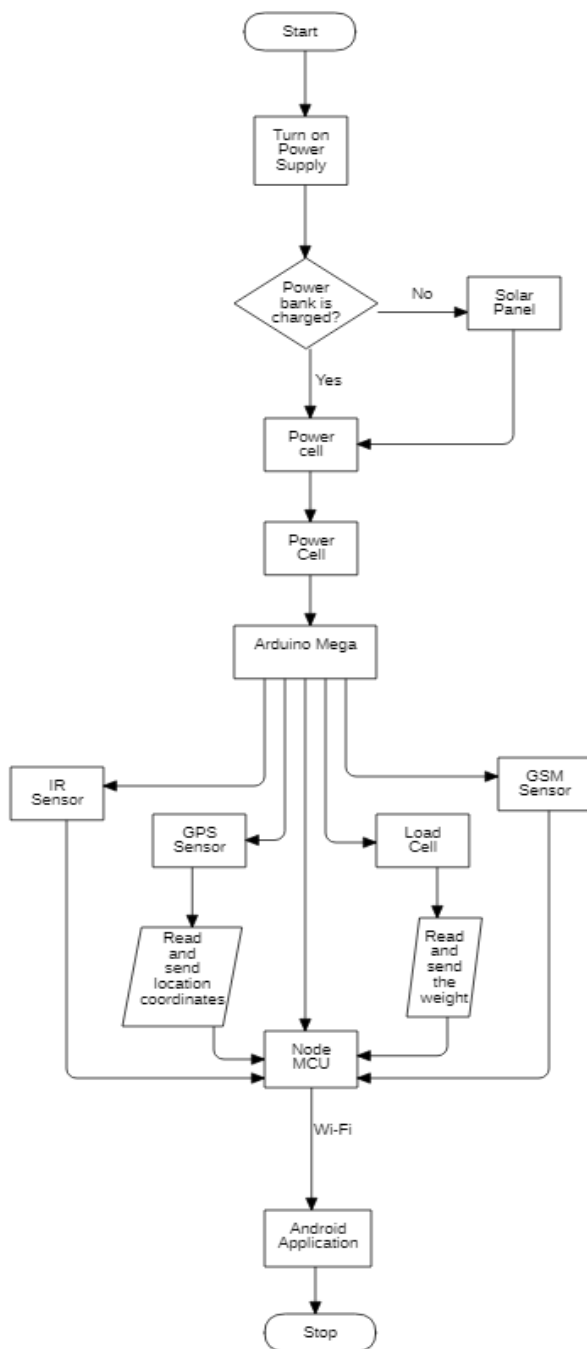 Start
Turn on
Power
Supply
Power
bank is
charged?
No
Solar
Panel
Yes
Power
cell
Power
Cell
Arduino Mega
IR
Sensor
GSM
Sensor
GPS
Sensor
Load
Cell
Read
and
send
location
coordinates
Read
and
send
the
weight
Node
MCU
Wi-Fi
Android
Application
Stop